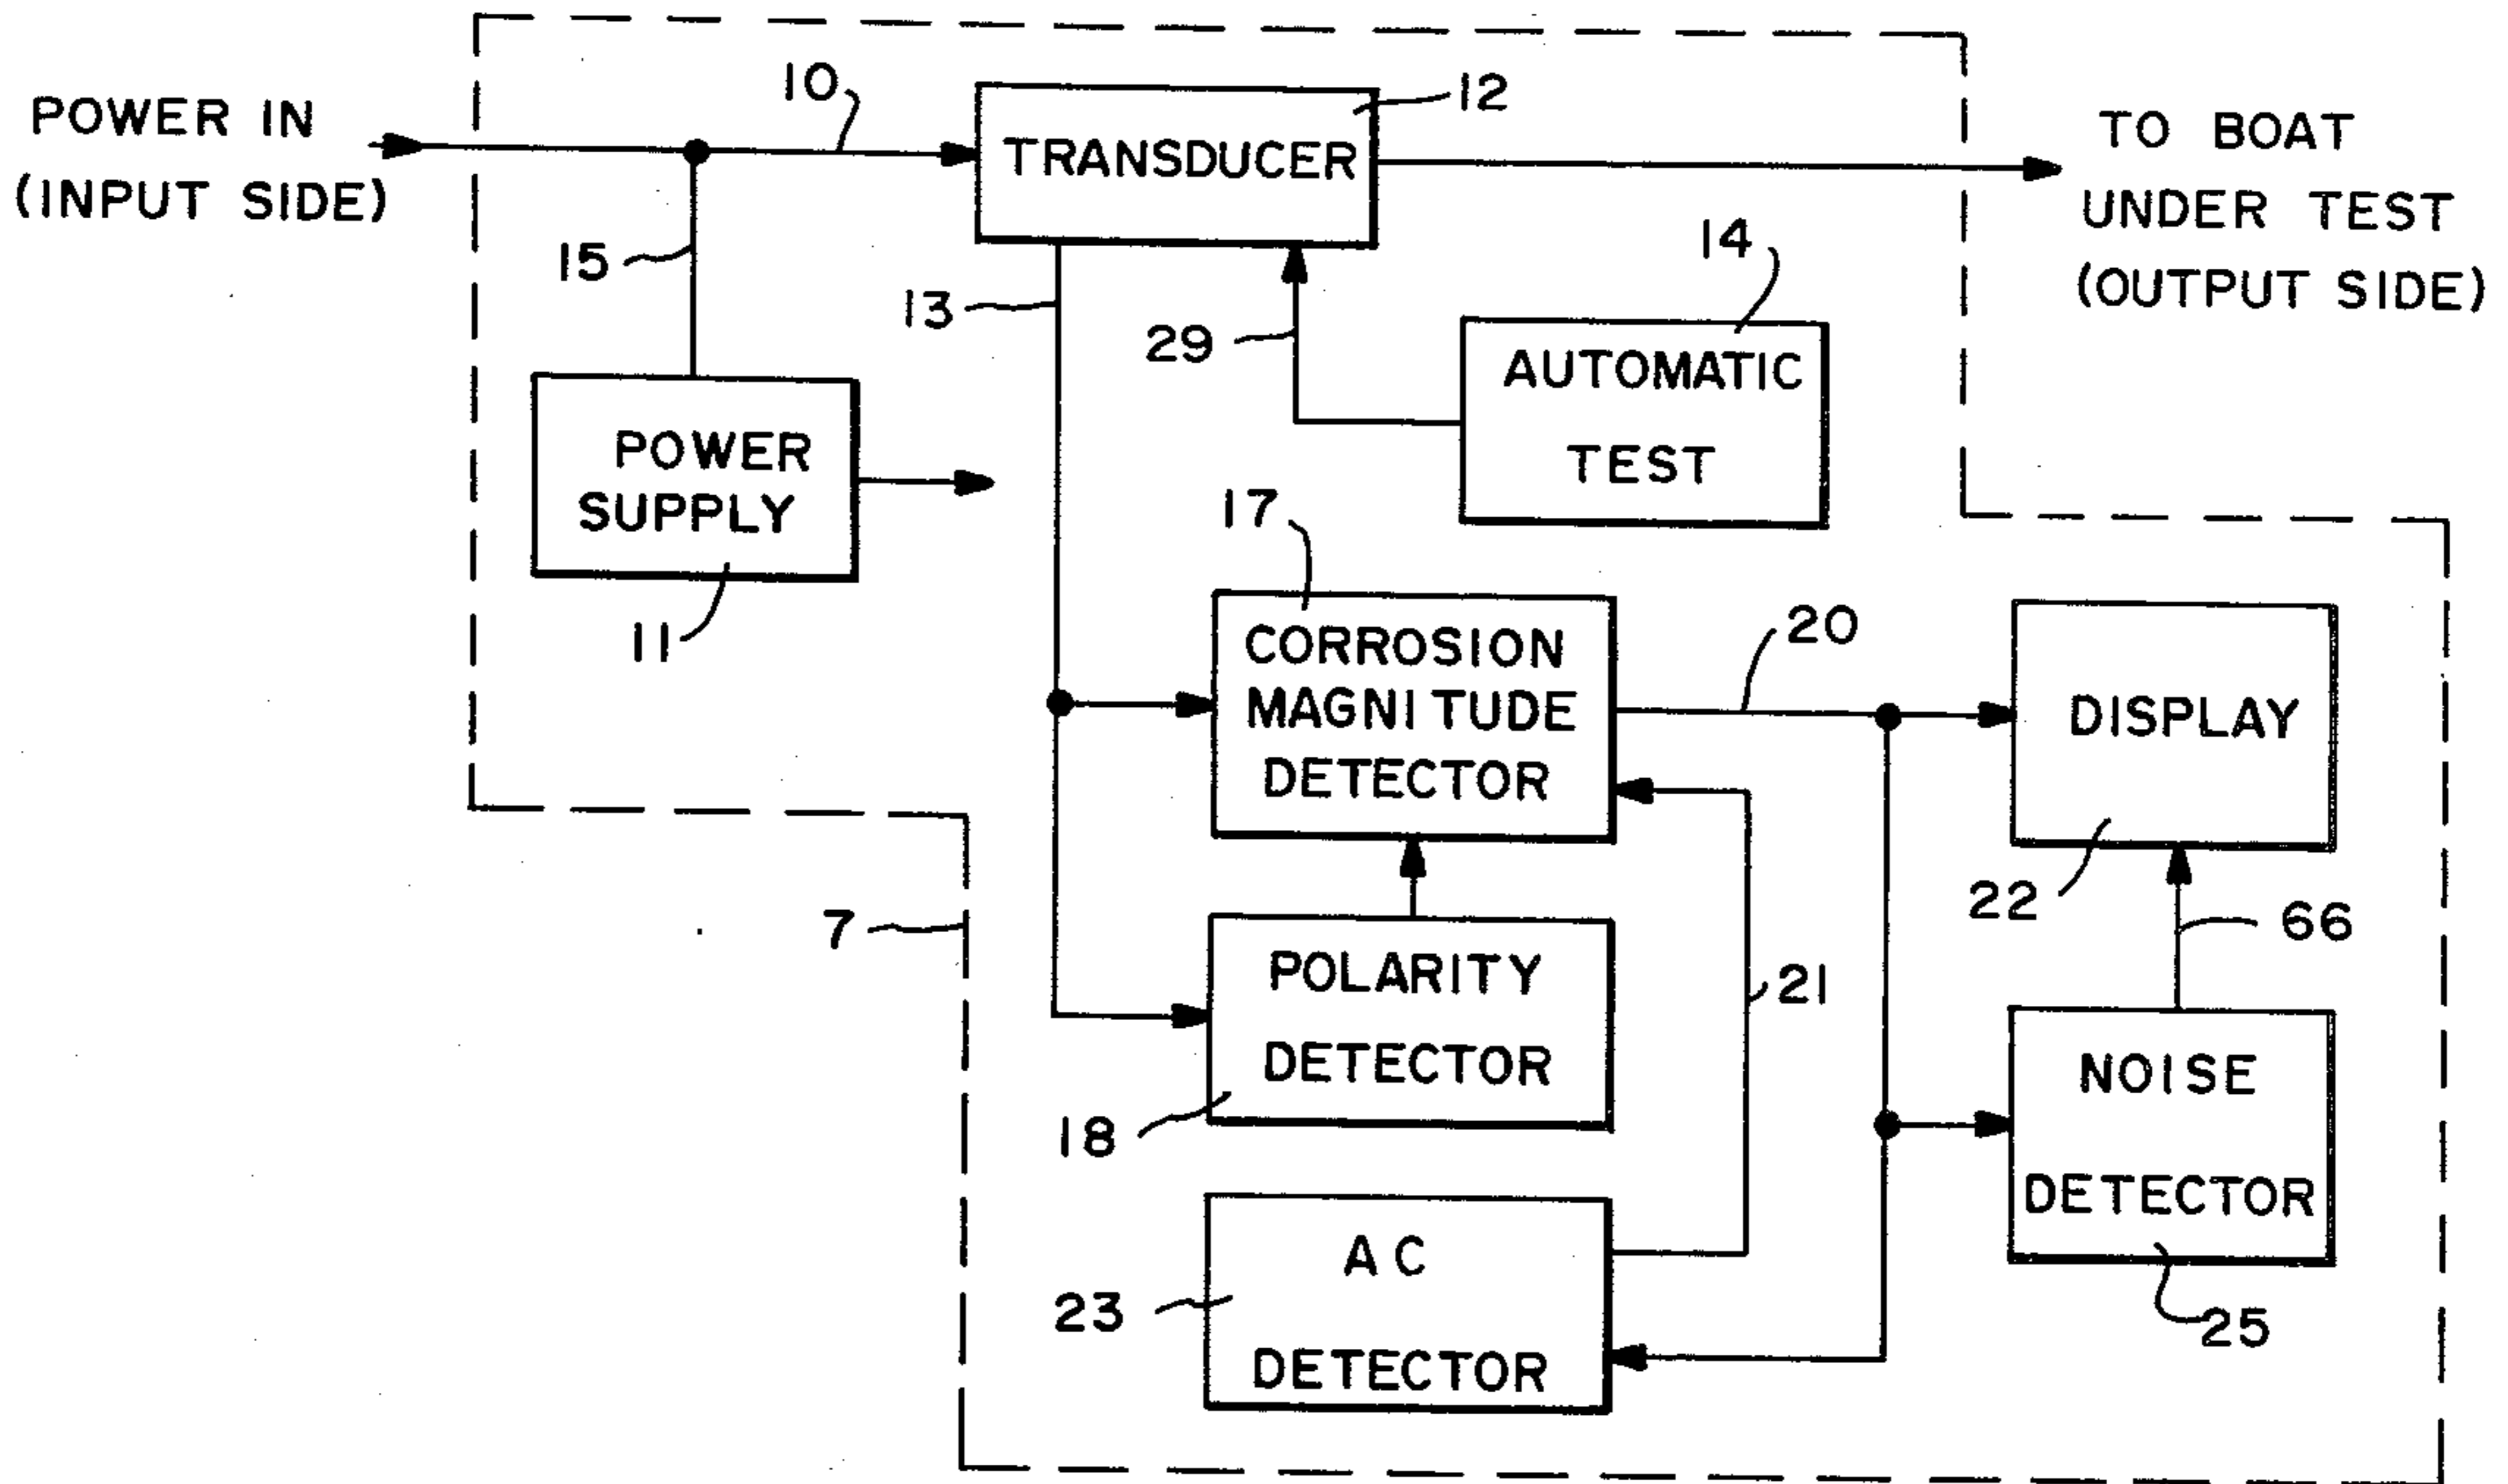 POWER IN
(INPUT SIDE)
10
12
TRANSDUCER
TO BOAT
UNDER TEST
(OUTPUT SIDE)
15
13
29
14
AUTOMATIC
TEST
POWER
SUPPLY
11
17
CORROSION
MAGNITUDE
DETECTOR
20
DISPLAY
22
66
7
POLARITY
DETECTOR
18
21
NOISE
DETECTOR
25
AC
DETECTOR
23